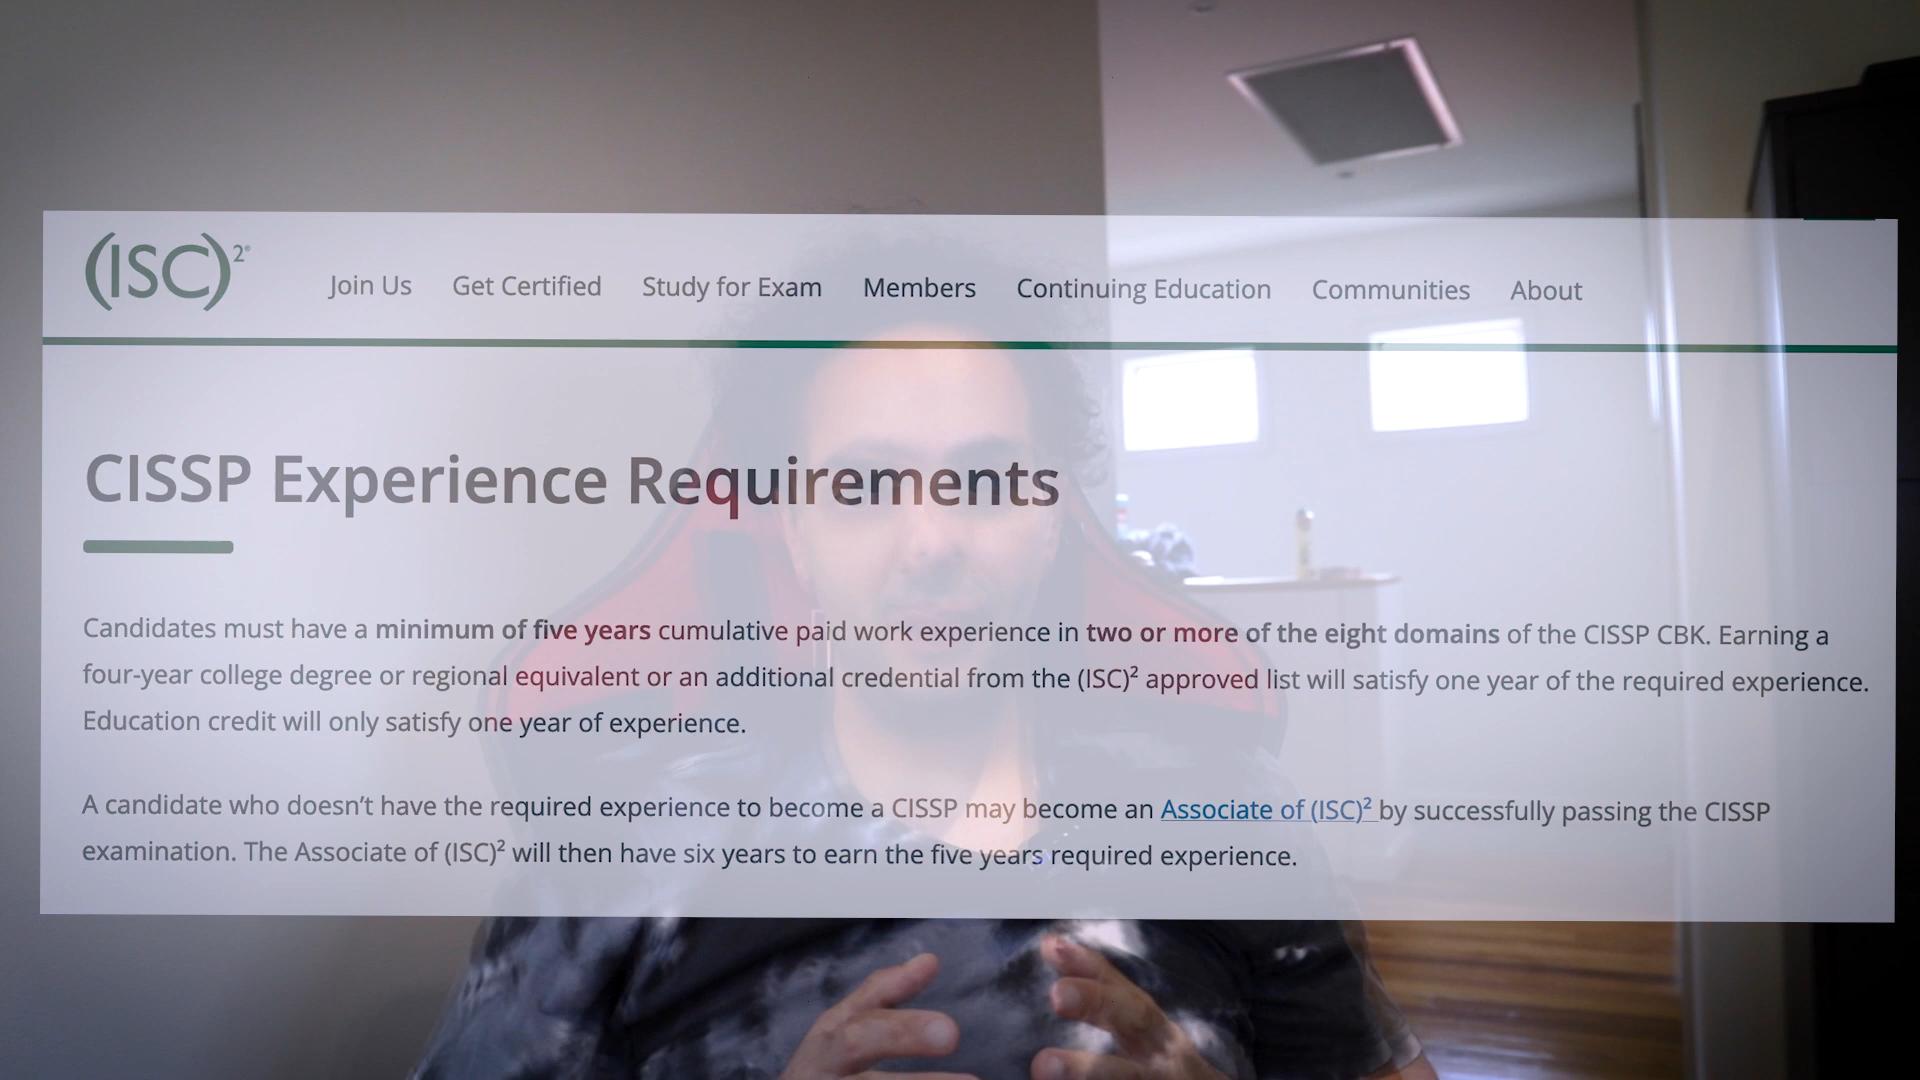 (ISC)²®
Join Us Get Certified Study for Exam Members Continuing Education Communities About
CISSP Experience Requirements
Candidates must have a minimum of five years cumulative paid work experience in two or more of the eight domains of the CISSP CBK. Earning a
four-year college degree or regional equivalent or an additional credential from the (ISC)² approved list will satisfy one year of the required experience.
Education credit will only satisfy one year of experience.
A candidate who doesn’t have the required experience to become a CISSP may become an Associate of (ISC)² by successfully passing the CISSP
examination. The Associate of (ISC)² will then have six years to earn the five years required experience.